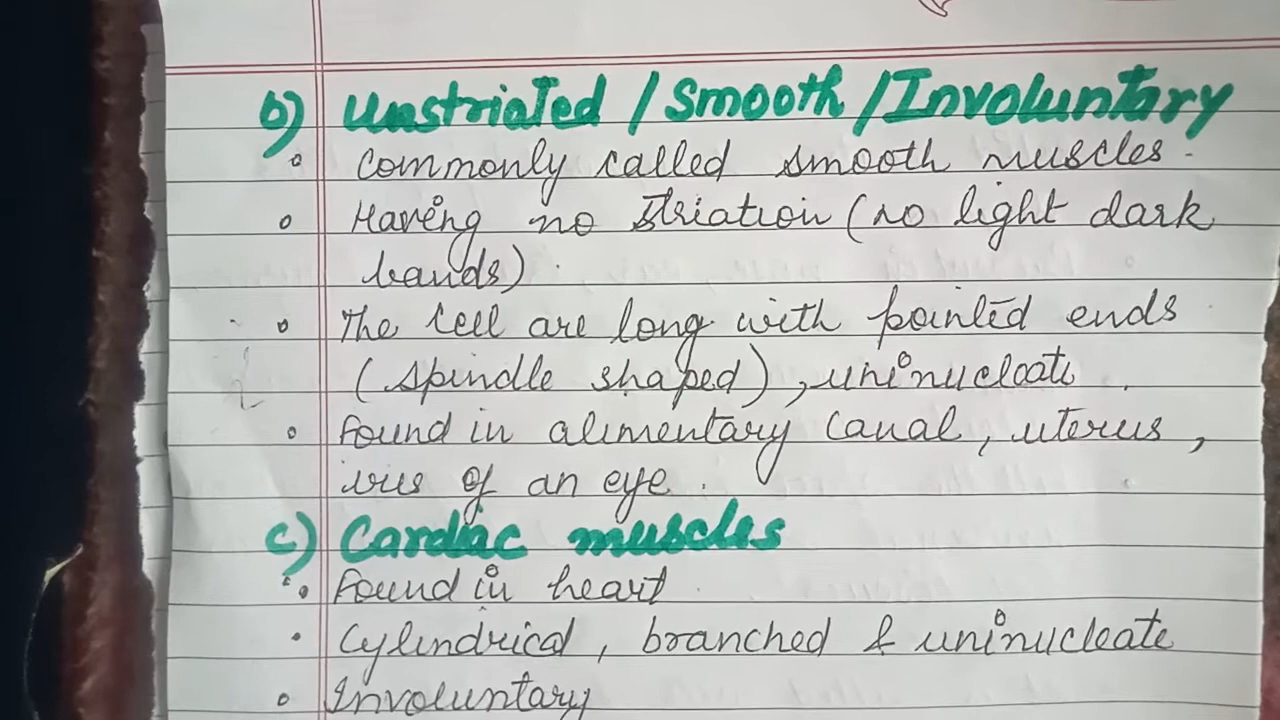 b) Unstriated / Smooth / Involuntary
commonly called smooth muscles.
Having no striation (no light dark
bands).
The cell are long with pointed ends
(spindle shaped), uninucleate.
Found in alimentary canal, uterus,
iris of an eye.
c) Cardiac muscles
Found in heart
Cylindrical, branched & uninucleate
Involuntary